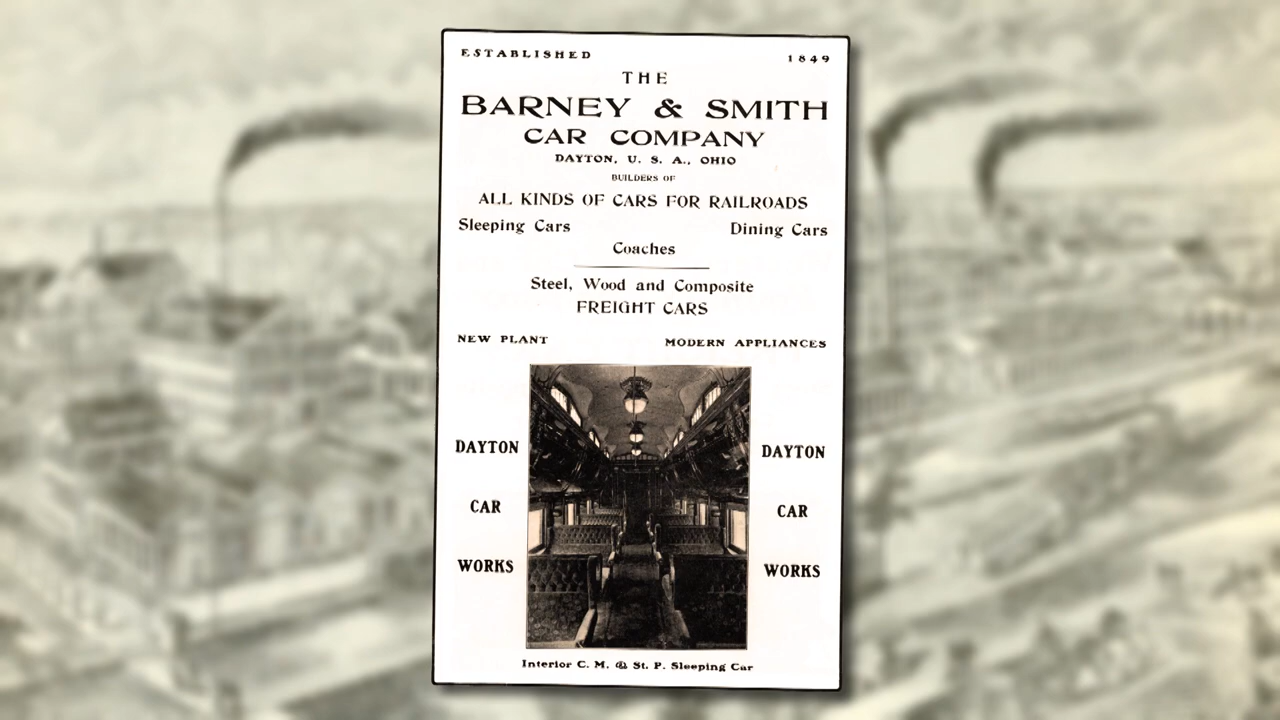 ESTABLISHED 1849
THE
BARNEY & SMITH
CAR COMPANY
DAYTON, U. S. A., OHIO
BUILDERS OF
ALL KINDS OF CARS FOR RAILROADS
Sleeping Cars Dining Cars
Coaches
Steel, Wood and Composite
FREIGHT CARS
NEW PLANT MODERN APPLIANCES
DAYTON DAYTON
CAR CAR
WORKS WORKS
Interior C. M. & St. P. Sleeping Car